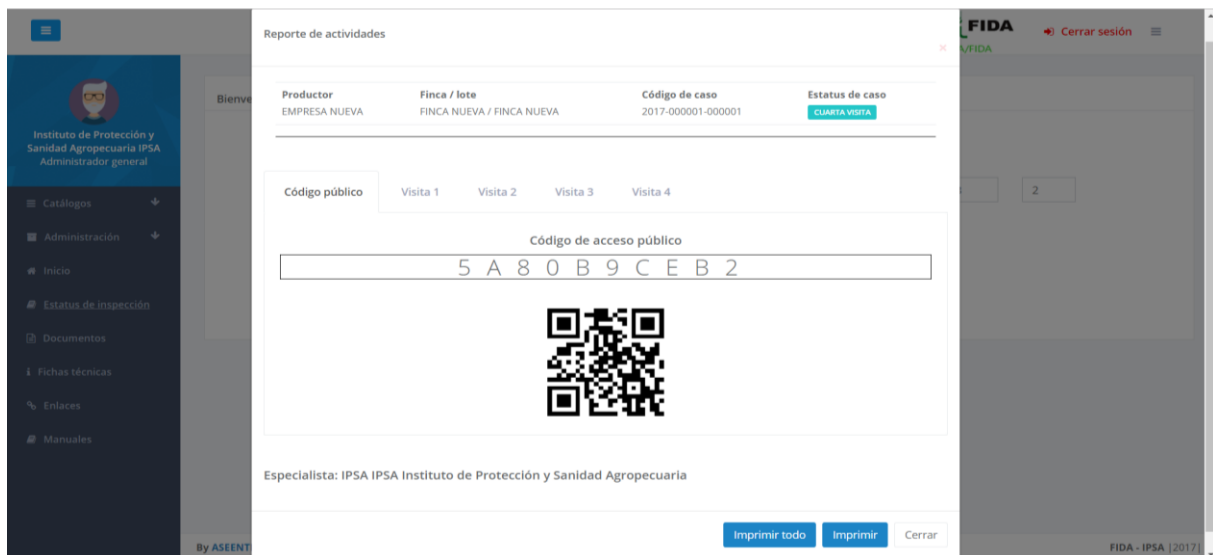 FIDA
Cerrar sesión
/FIDA
Instituto de Protección y
Sanidad Agropecuaria IPSA
Administrador general
Catálogos
Administración
Inicio
Estatus de inspección
Documentos
Fichas técnicas
Enlaces
Manuales
Reporte de actividades
×
Productor Finca / lote Código de caso Estatus de caso
EMPRESA NUEVA FINCA NUEVA / FINCA NUEVA 2017-000001-000001 CUARTA VISITA
Código público Visita 1 Visita 2 Visita 3 Visita 4
2
Código de acceso público
5 A 8 0 B 9 C E B 2
Especialista: IPSA IPSA Instituto de Protección y Sanidad Agropecuaria
Imprimir todo Imprimir Cerrar
By ASEENT
FIDA - IPSA |2017|